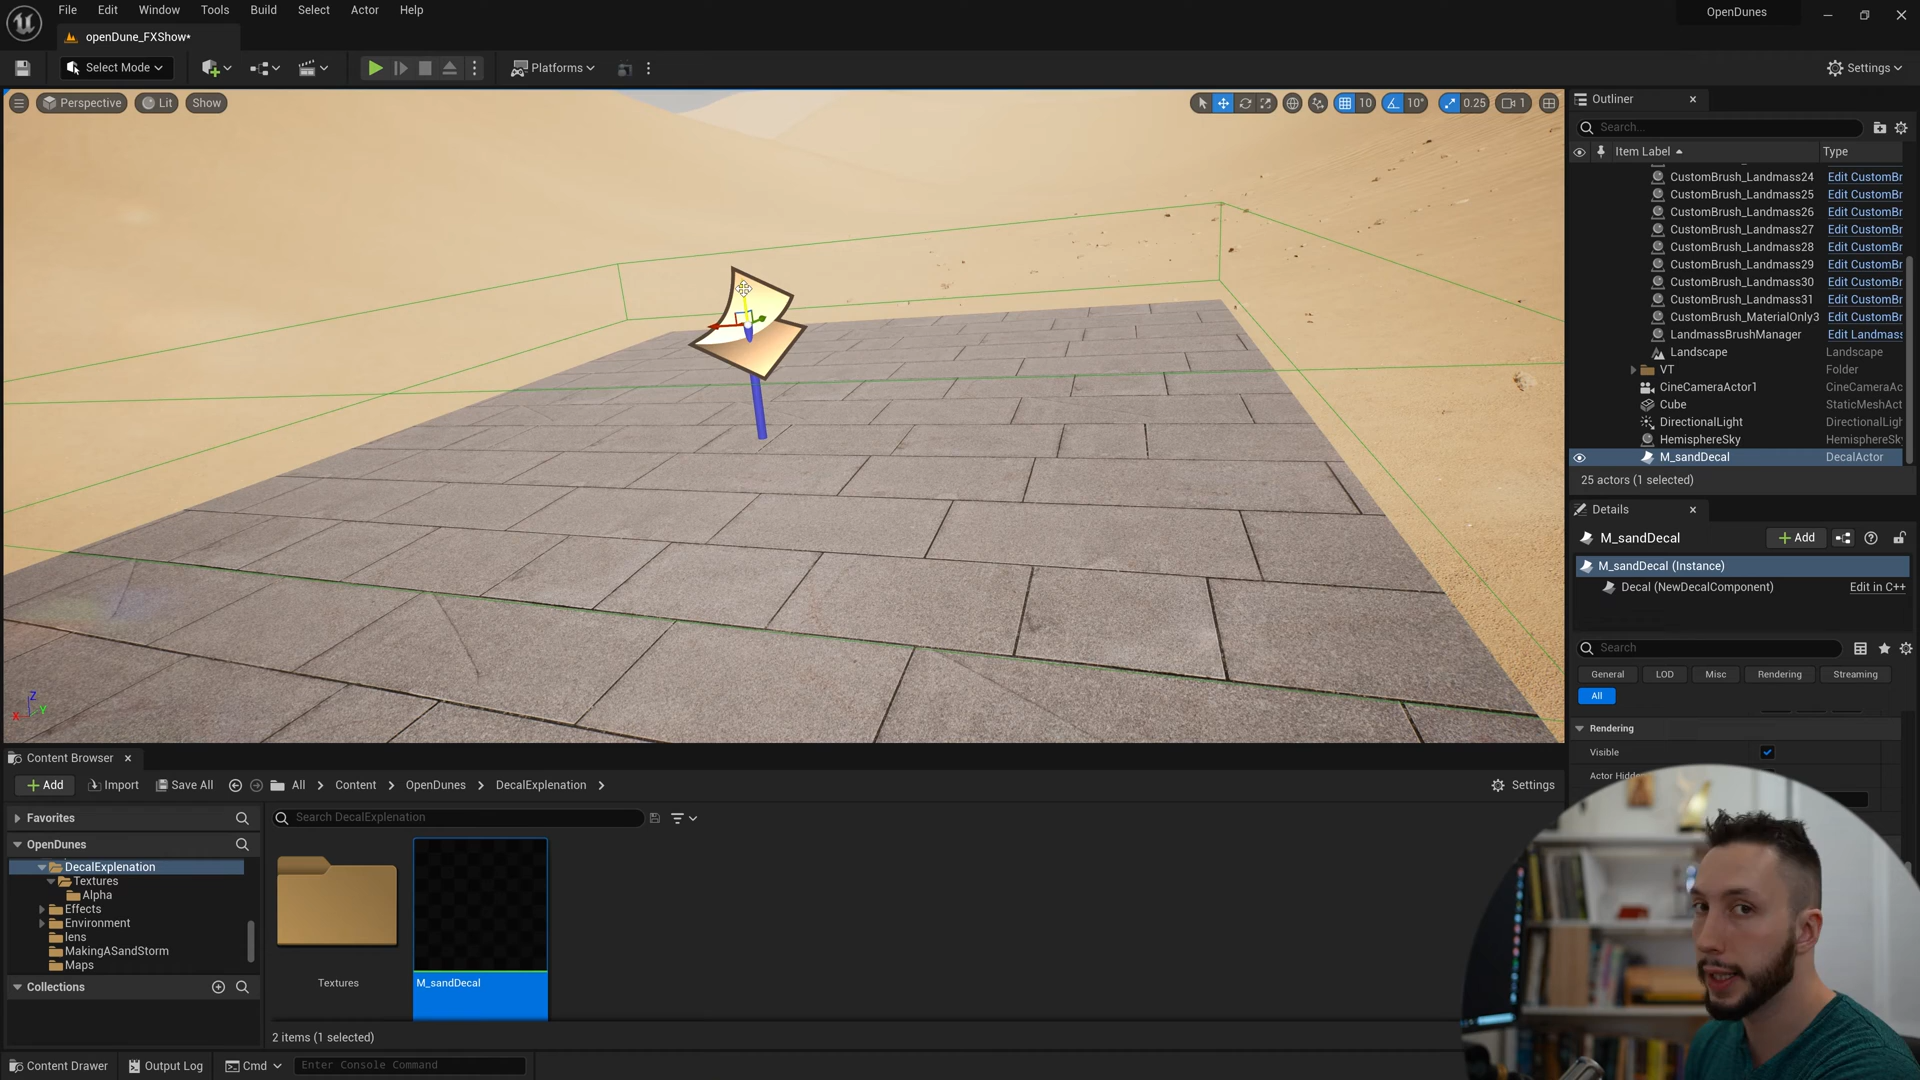 File Edit Window Tools Build Select Actor Help
OpenDunes
openDune_FXShow*
Select Mode
Platforms
Settings
Perspective Lit Show
10 10° 0.25 1
Outliner
Search...
Item Label Type
CustomBrush_Landmass24 Edit CustomBr
CustomBrush_Landmass25 Edit CustomBr
CustomBrush_Landmass26 Edit CustomBr
CustomBrush_Landmass27 Edit CustomBr
CustomBrush_Landmass28 Edit CustomBr
CustomBrush_Landmass29 Edit CustomBr
CustomBrush_Landmass30 Edit CustomBr
CustomBrush_Landmass31 Edit CustomBr
CustomBrush_MaterialOnly3 Edit CustomBr
LandmassBrushManager Edit Landmass
Landscape Landscape
VT Folder
CineCameraActor1 CineCameraAc
Cube StaticMeshAct
DirectionalLight DirectionalLigh
HemisphereSky HemisphereSk
M_sandDecal DecalActor
25 actors (1 selected)
Details
M_sandDecal
Add
M_sandDecal (Instance)
Decal (NewDecalComponent) Edit in C++
Search
General LOD Misc Rendering Streaming
All
Rendering
Visible
Actor Hidd
Z
X Y
Content Browser
Add Import Save All All Content OpenDunes DecalExplenation
Settings
Favorites
Search DecalExplenation
OpenDunes
DecalExplenation
Textures
Alpha
Effects
Environment
lens
MakingASandStorm
Maps
Collections
Textures
M_sandDecal
2 items (1 selected)
Content Drawer Output Log Cmd Enter Console Command